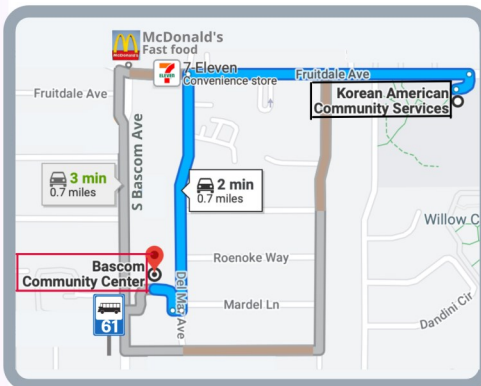 McDonald's
Fast food
McDonald's
7-Eleven
Convenience store
ELEVEN
Fruitdale Ave
Korean American
Community Services
Fruitdale Ave
S Bascom Ave
3 min
0.7 miles
2 min
0.7 miles
Willow C
Roenoke Way
Bascom
Community Center
Del Mar Ave
Mardel Ln
Dandini Cir
61